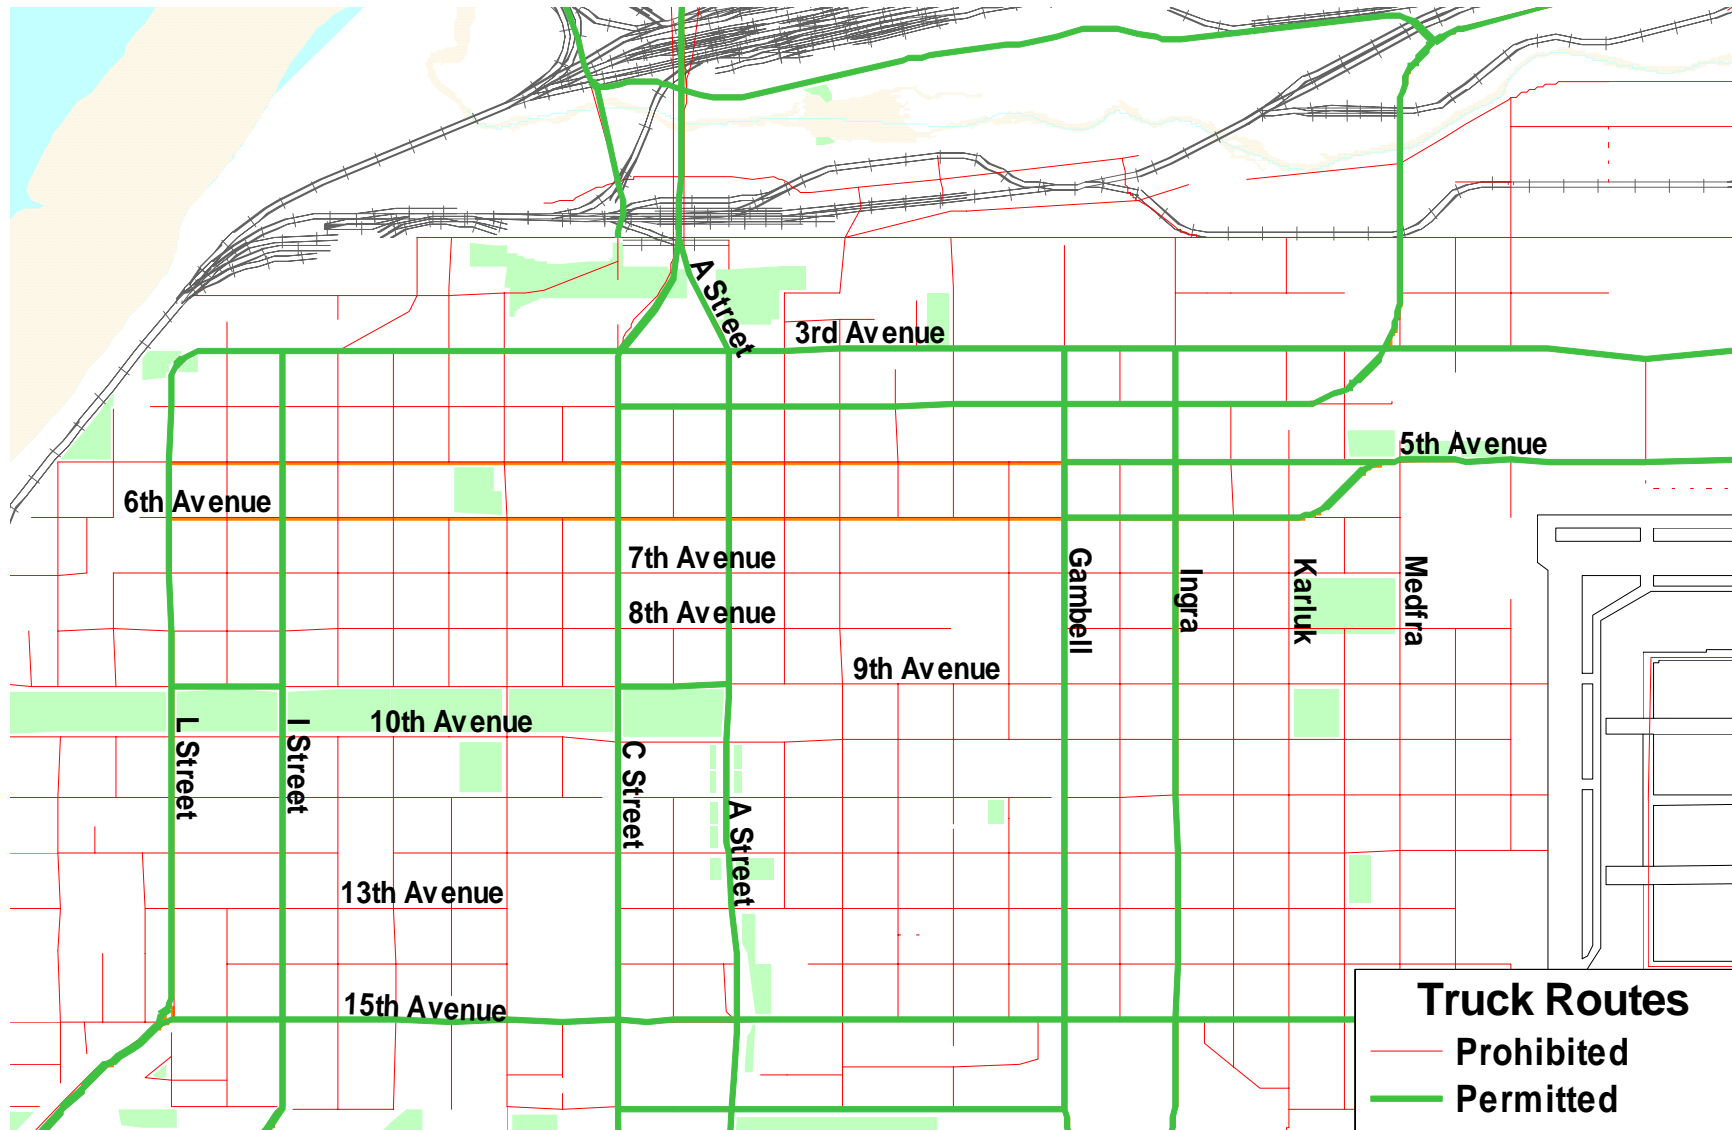 A Street
3rd Avenue
5th Avenue
6th Avenue
7th Avenue
Gambell
Ingra
Karluk
Medfra
8th Avenue
9th Avenue
10th Avenue
L Street
I Street
C Street
A Street
13th Avenue
15th Avenue
Truck Routes
Prohibited
Permitted